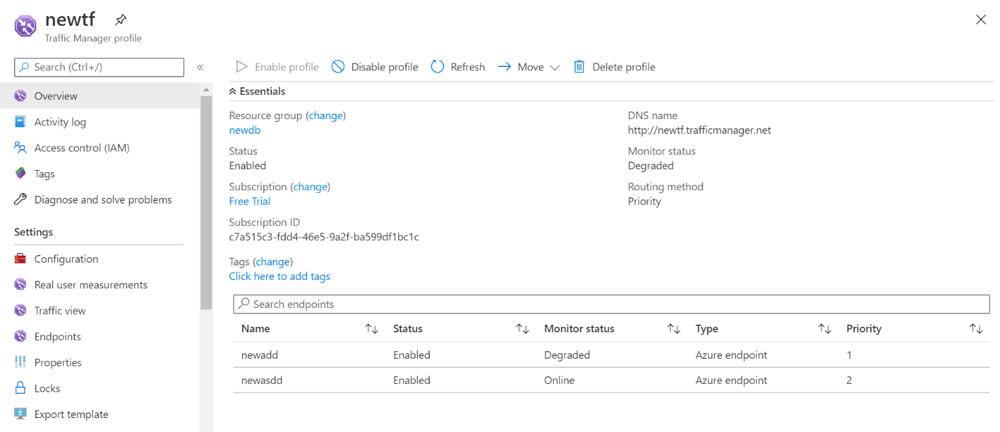 newtf
Traffic Manager profile
Search (Ctrl+/)
«
Overview
Activity log
Access control (IAM)
Tags
Diagnose and solve problems
Settings
Configuration
Real user measurements
Traffic view
Endpoints
Properties
Locks
Export template
Enable profile Disable profile Refresh Move Delete profile
Essentials
Resource group (change)
newdb
Status
Enabled
Subscription (change)
Free Trial
Subscription ID
c7a515c3-fdd4-46e5-9a2f-ba599df1bc1c
Tags (change)
Click here to add tags
DNS name
http://newtf.trafficmanager.net
Monitor status
Degraded
Routing method
Priority
Search endpoints
Name Status Monitor status Type Priority
newadd Enabled Degraded Azure endpoint 1
newasdd Enabled Online Azure endpoint 2